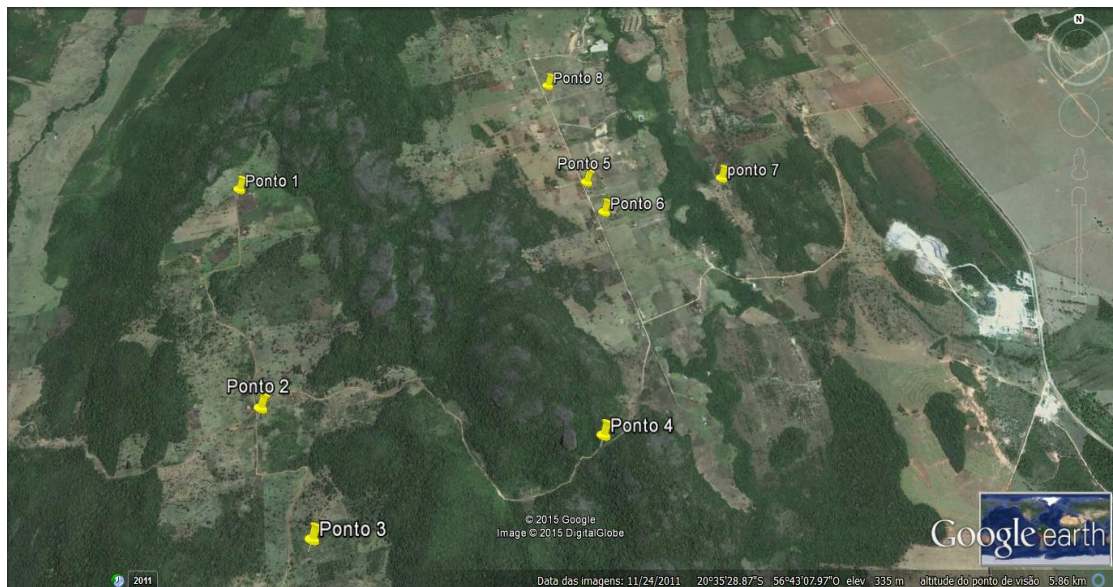 N
Ponto 8
Ponto 5
ponto 7
Ponto 1
Ponto 6
Ponto 2
Ponto 4
Ponto 3
© 2015 Google
Image © 2015 DigitalGlobe
Google earth
2011
Data das imagens: 11/24/2011 20°35'28.87"S 56°43'07.97"O elev 335 m altitude do ponto de visão 5.86 km